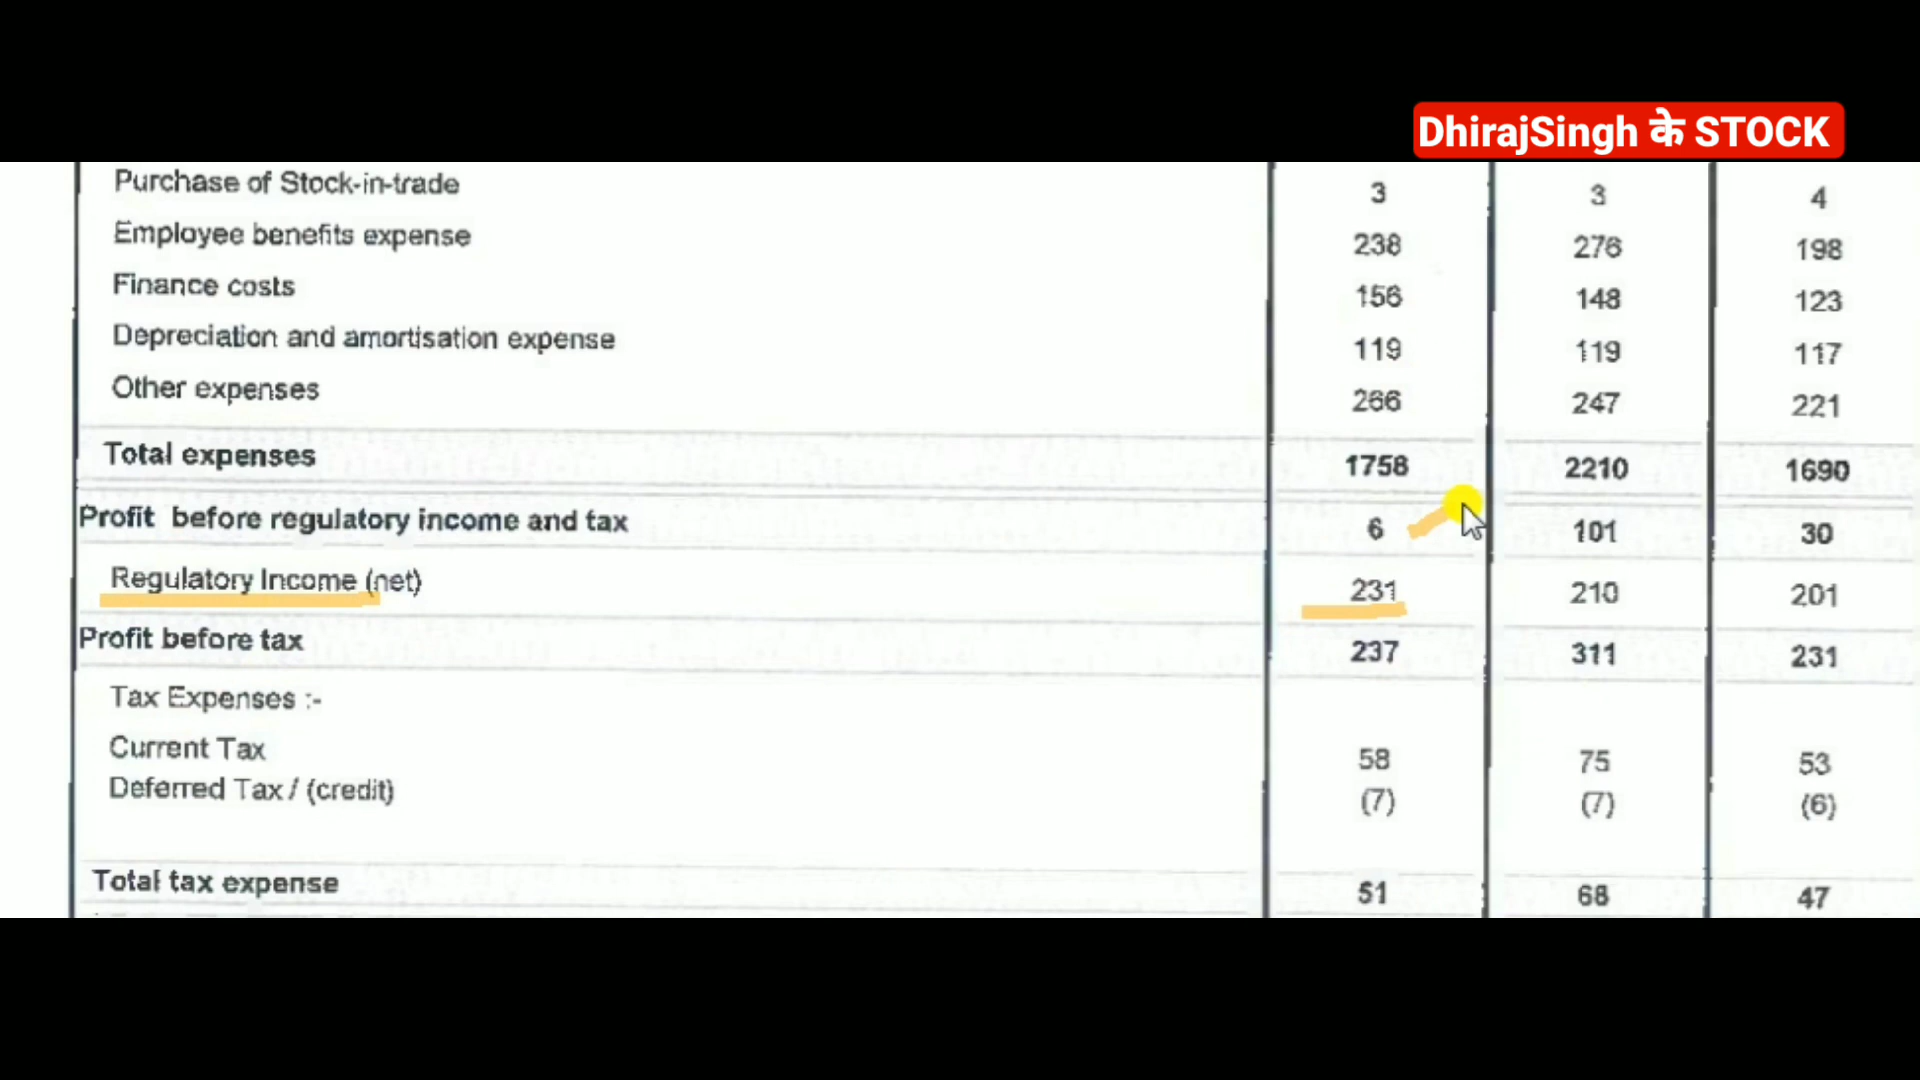 DhirajSingh के STOCK
Purchase of Stock-in-trade 3 3 4
Employee benefits expense 238 276 198
Finance costs 156 148 123
Depreciation and amortisation expense 119 119 117
Other expenses 266 247 221
Total expenses 1758 2210 1690
Profit before regulatory income and tax 6 101 30
Regulatory Income (net) 231 210 201
Profit before tax 237 311 231
Tax Expenses :-
Current Tax 58 75 53
Deferred Tax / (credit) (7) (7) (6)
Total tax expense 51 68 47